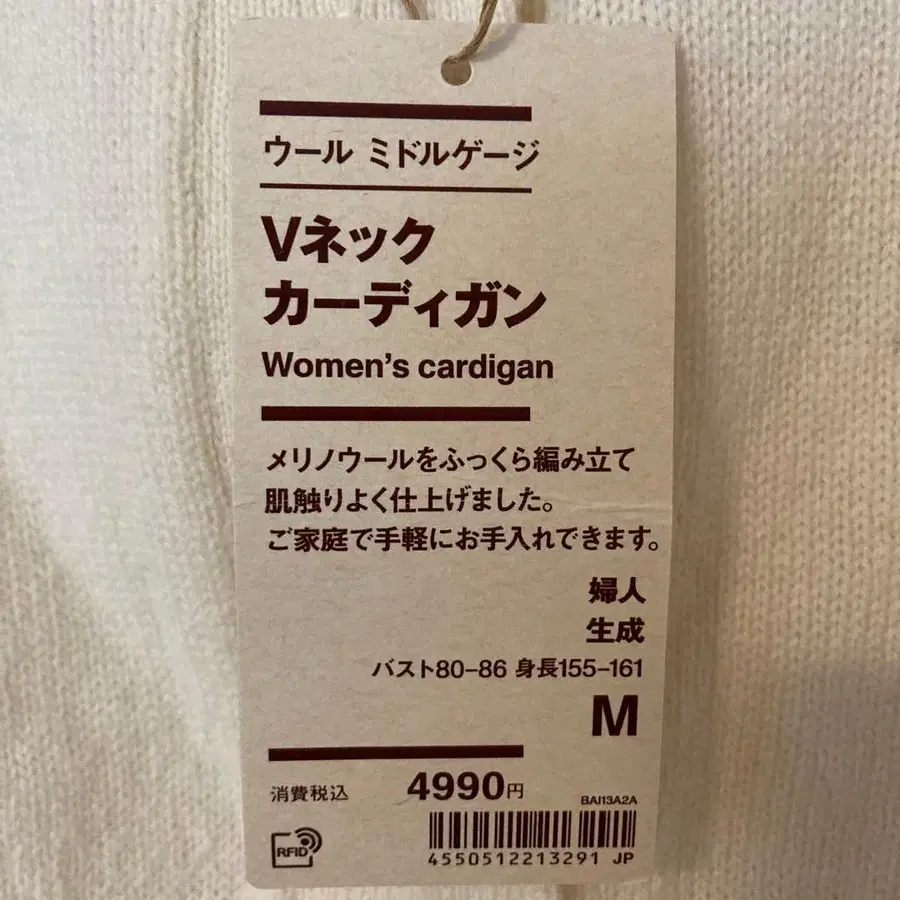 ウール ミドルゲージ
Vネック
カーディガン
Women's cardigan
メリノウールをふっくら編み立て
肌触りよく仕上げました。
ご家庭で手軽にお手入れできます。
婦人
生成
バスト80-86 身長155-161
M
消費税込 4990円
BAI13A2A
RFID
4550512213291 JP